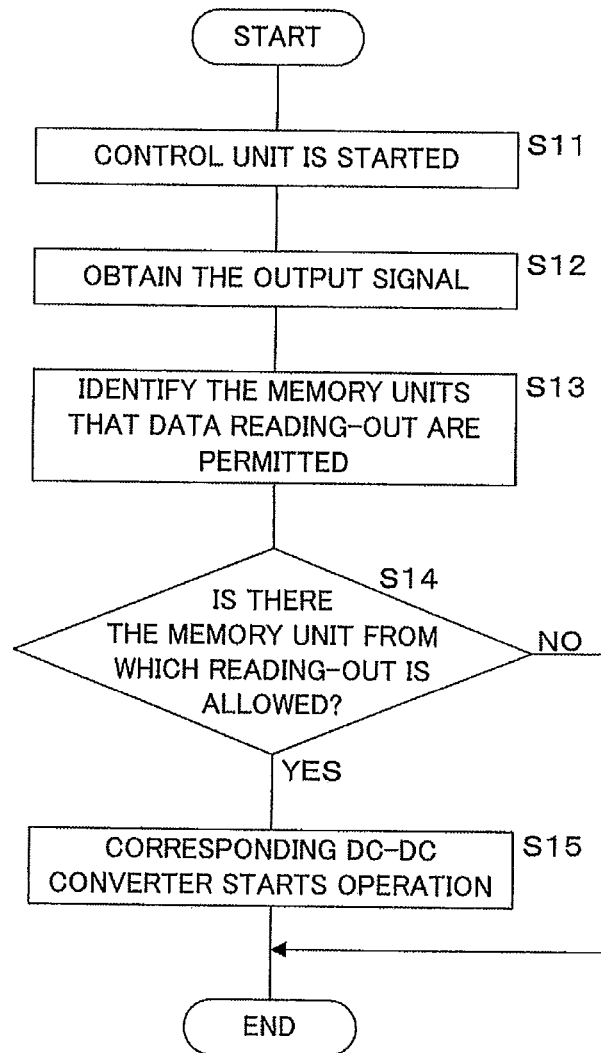 START
CONTROL UNIT IS STARTED
S11
OBTAIN THE OUTPUT SIGNAL
S12
IDENTIFY THE MEMORY UNITS
THAT DATA READING-OUT ARE
PERMITTED
S13
S14
IS THERE
THE MEMORY UNIT FROM
WHICH READING-OUT IS
ALLOWED?
NO
YES
CORRESPONDING DC-DC
CONVERTER STARTS OPERATION
S15
END